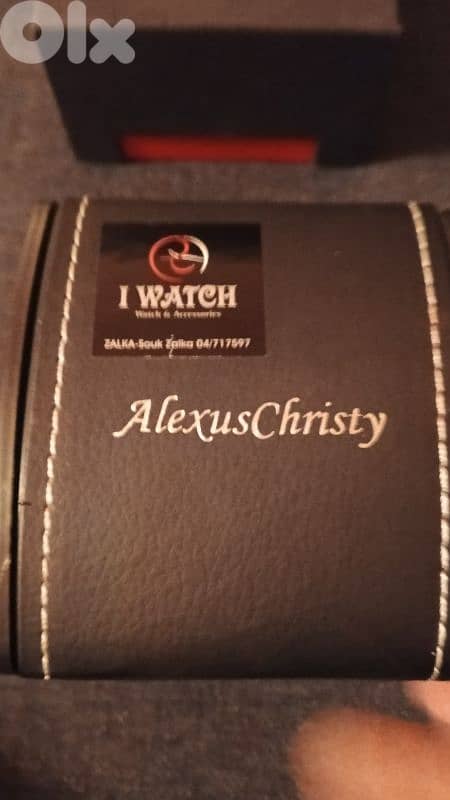 OLX
I WATCH
Watch & Accessories
ZALKA-Souk Zalka 04/717597
AlexusChristy